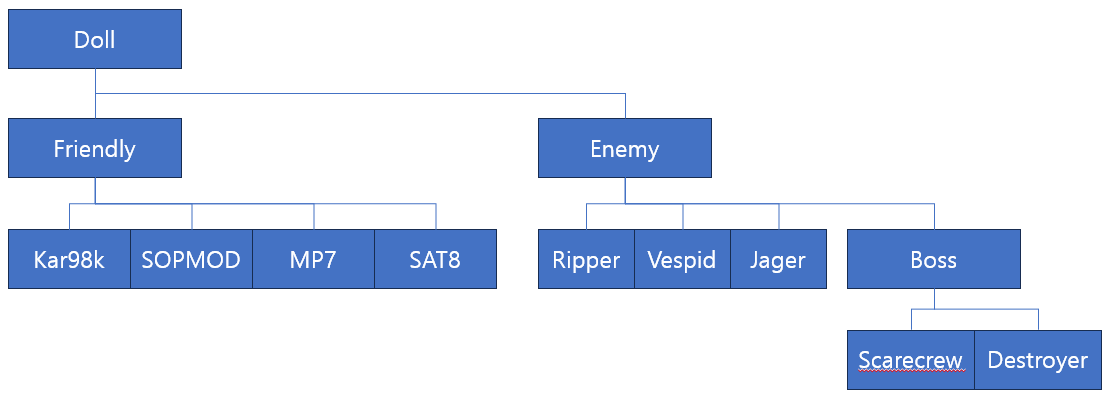 Doll
Friendly
Enemy
Kar98k
SOPMOD
MP7
SAT8
Ripper
Vespid
Jager
Boss
Scarecrew
Destroyer